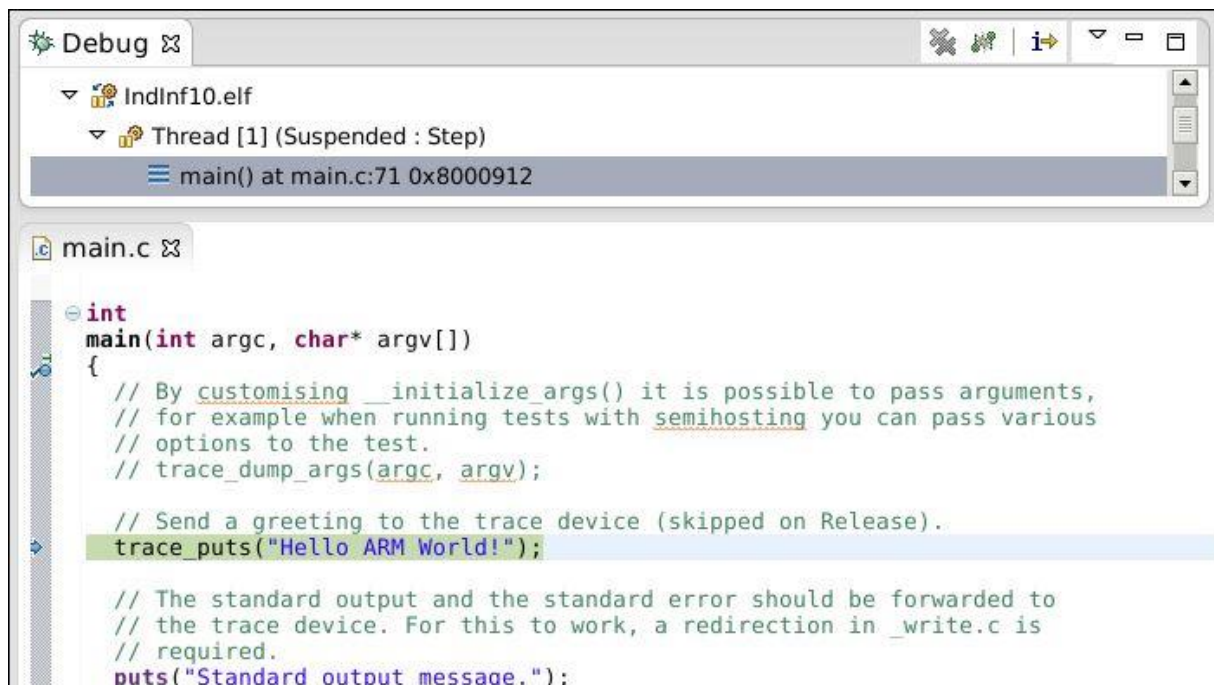 Debug
i
IndInf10.elf
Thread [1] (Suspended : Step)
main() at main.c:71 0x8000912
.c main.c
int
main(int argc, char* argv[])
{
// By customising __initialize_args() it is possible to pass arguments,
// for example when running tests with semihosting you can pass various
// options to the test.
// trace_dump_args(argc, argv);
// Send a greeting to the trace device (skipped on Release).
trace_puts("Hello ARM World!");
// The standard output and the standard error should be forwarded to
// the trace device. For this to work, a redirection in _write.c is
// required.
puts("Standard output message.");